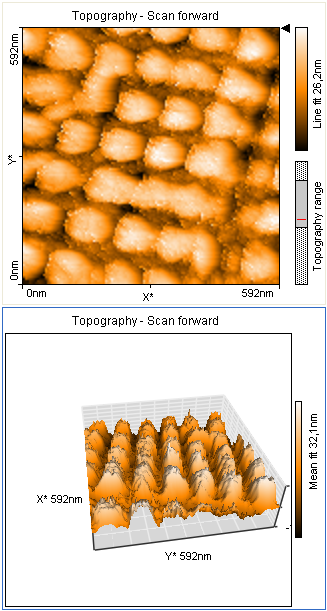 Topography - Scan forward
592nm
Y*
0nm
0nm
X*
592nm
Line fit 26,2nm
Topography range
Topography - Scan forward
X* 592nm
Y* 592nm
Mean fit 32,1nm